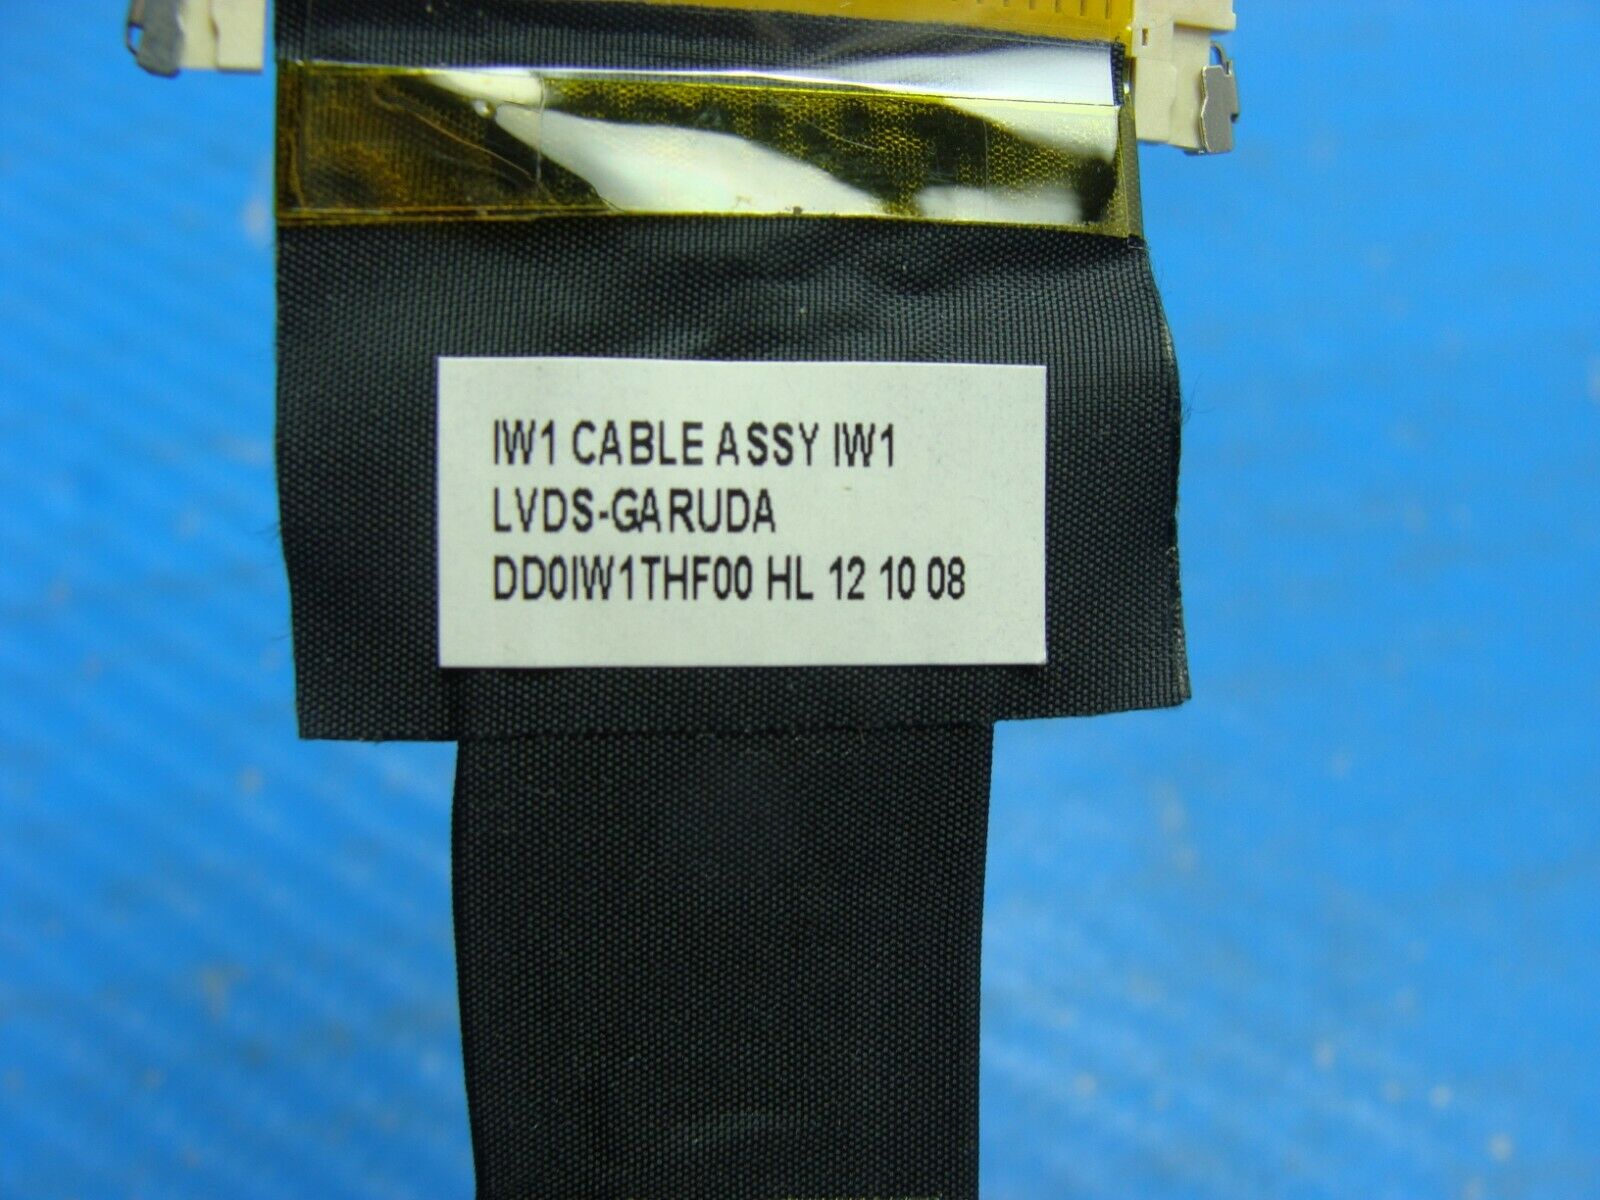 IW1 CABLE ASSY IW1
LVDS-GARUDA
DD0IW1THF00 HL 12 10 08